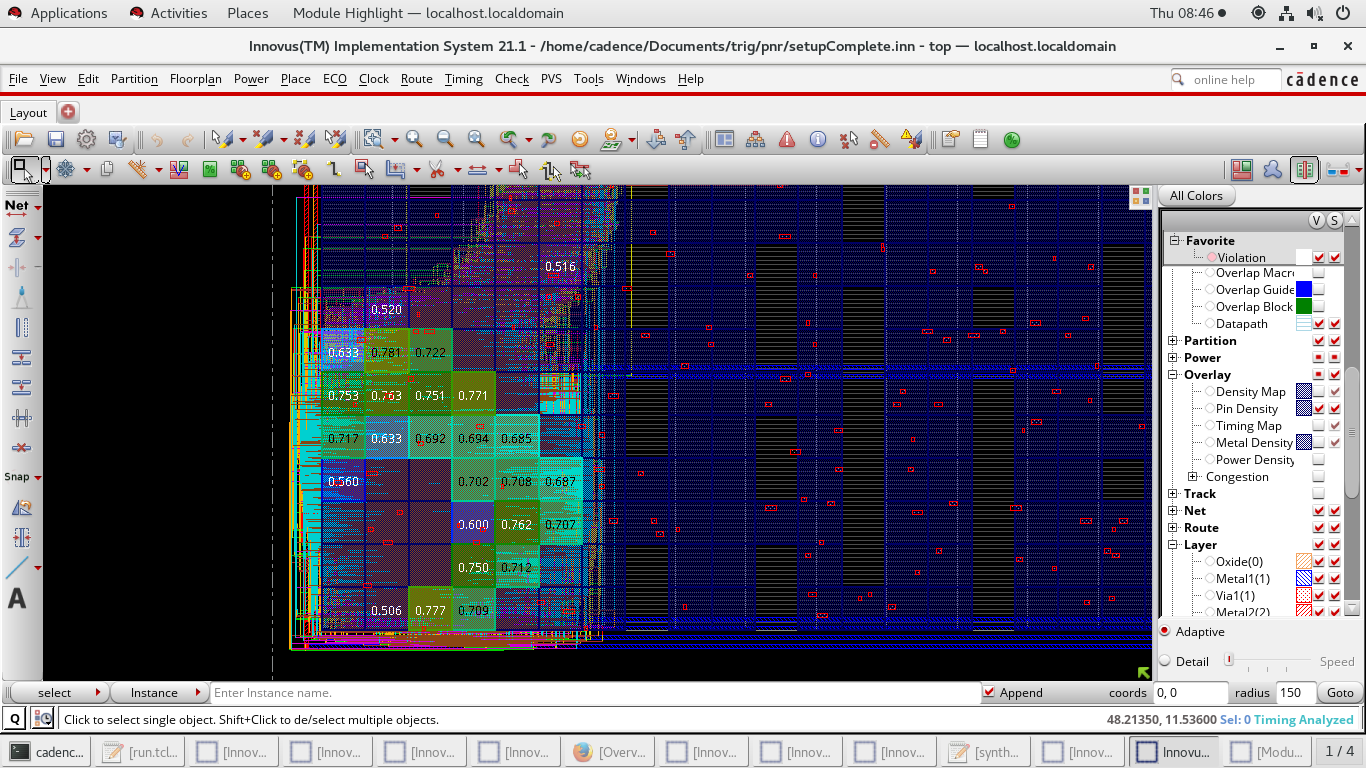 Applications Activities Places Module Highlight — localhost.localdomain Thu 08:46
Innovus(TM) Implementation System 21.1 - /home/cadence/Documents/trig/pnr/setupComplete.inn - top — localhost.localdomain
File View Edit Partition Floorplan Power Place ECO Clock Route Timing Check PVS Tools Windows Help online help cādence
Layout
Net
Snap
A
0.516
0.520
0.633 0.781 0.722
0.753 0.763 0.751 0.771
0.717 0.633 0.692 0.694 0.685
0.560 0.702 0.708 0.687
0.600 0.762 0.707
0.750 0.712
0.506 0.777 0.709
All Colors
V S
Favorite
Violation
Overlap Macr
Overlap Guide
Overlap Block
Datapath
Partition
Power
Overlay
Density Map
Pin Density
Timing Map
Metal Density
Power Density
Congestion
Track
Net
Route
Layer
Oxide(0)
Metal1(1)
Via1(1)
Metal2(2)
Adaptive
Detail Speed
select Instance Enter Instance name. Append coords 0, 0 radius 150 Goto
Q Click to select single object. Shift+Click to de/select multiple objects. 48.21350, 11.53600 Sel: 0 Timing Analyzed
cadenc... [run.tcl... [Innov... [Innov... [Innov... [Innov... [Overv... [Innov... [Innov... [Innov... [synth... [Innov... Innovu... [Modu... 1 / 4